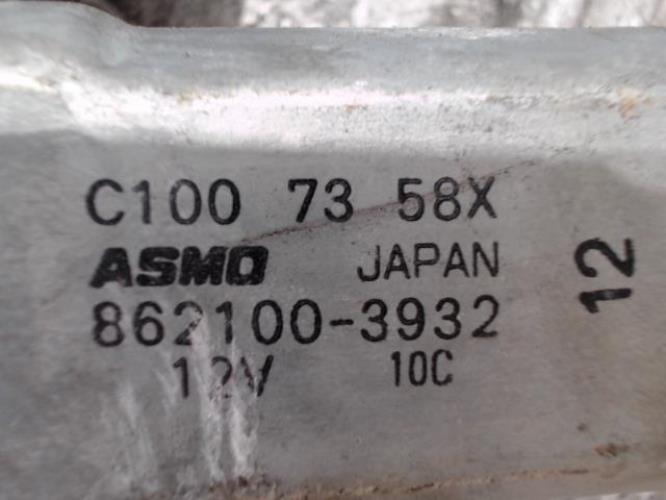 C100 73 58X
ASMO JAPAN
862100-3932
12V 10C
12